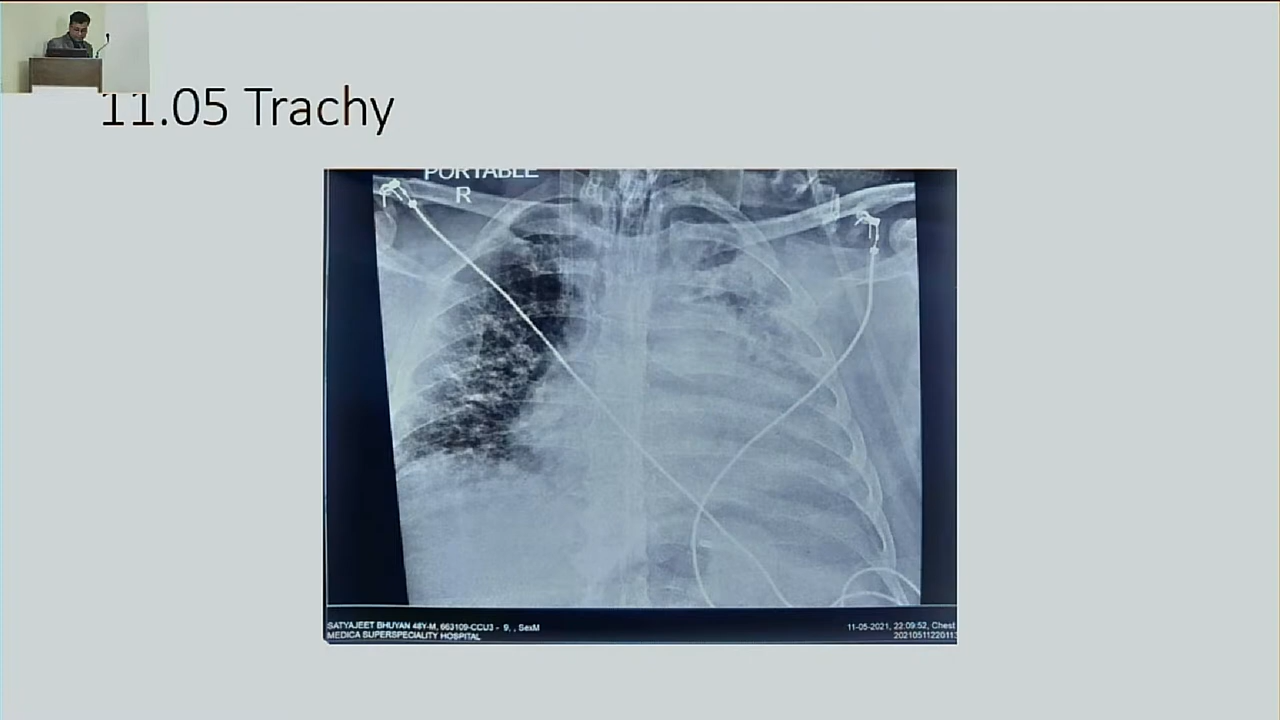 11.05 Trachy
PORTABLE
R
SATYAJEET BHUYAN 48Y-M, 663109-CCU3 - 9, , SexM
MEDICA SUPERSPECIALITY HOSPITAL
11-05-2021, 22:09:52, Chest